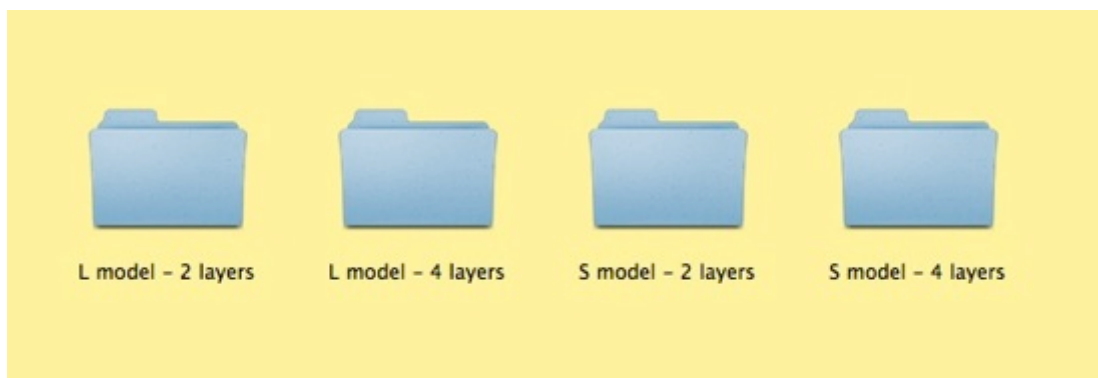 L model – 2 layers
L model – 4 layers
S model – 2 layers
S model – 4 layers